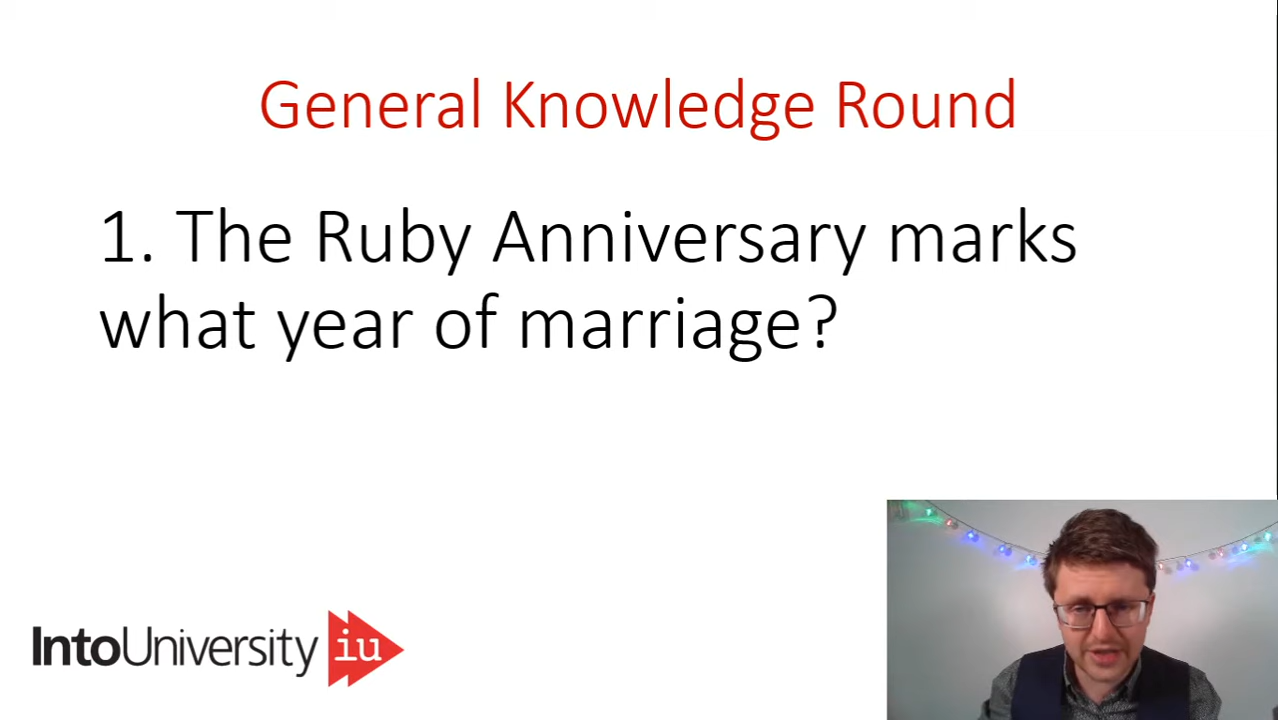 General Knowledge Round
1. The Ruby Anniversary marks
what year of marriage?
IntoUniversity iu